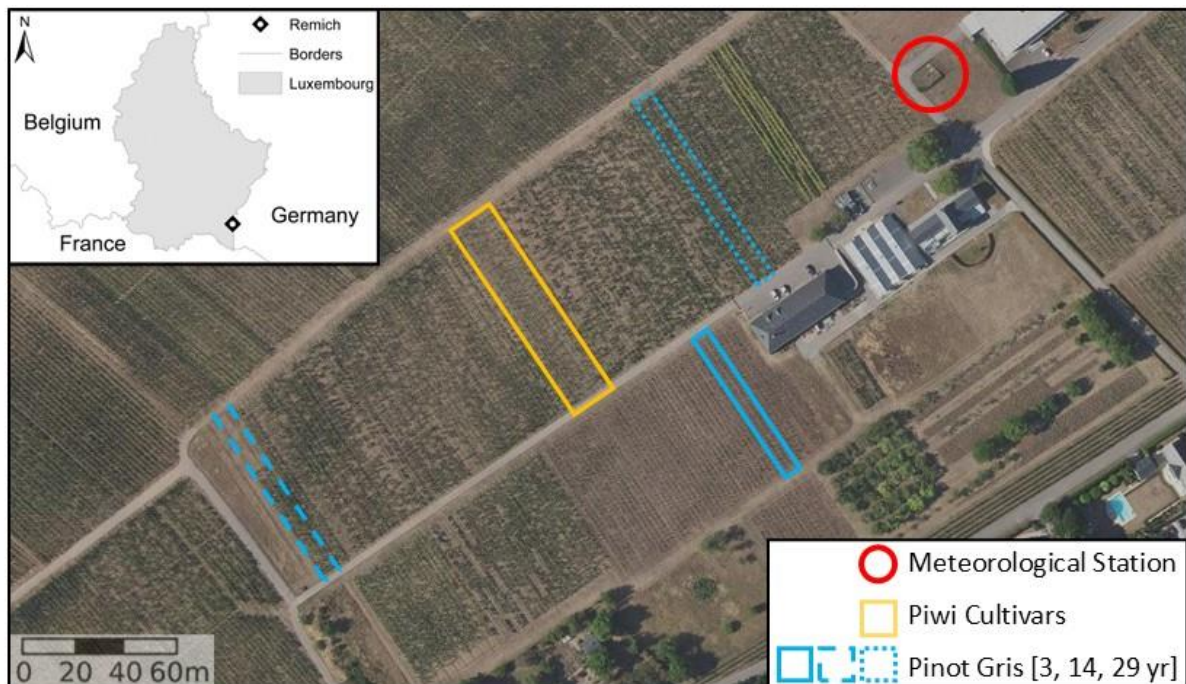 N
Remich
Borders
Luxembourg
Belgium
Germany
France
0 20 40 60m
Meteorological Station
Piwi Cultivars
Pinot Gris [3, 14, 29 yr]